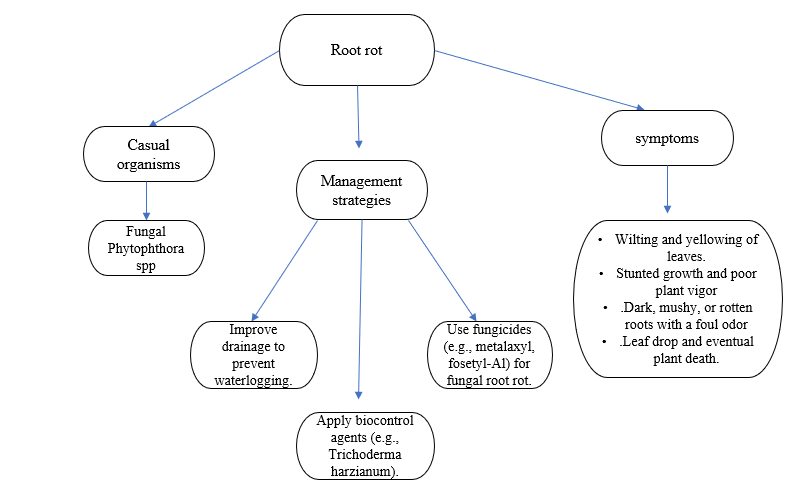 Root rot
Casual
organisms
Management
strategies
symptoms
Fungal
Phytophthora
spp
• Wilting and yellowing of
leaves.
• Stunted growth and poor
plant vigor
• .Dark, mushy, or rotten
roots with a foul odor
• .Leaf drop and eventual
plant death.
Improve
drainage to
prevent
waterlogging.
Use fungicides
(e.g., metalaxyl,
fosetyl-Al) for
fungal root rot.
Apply biocontrol
agents (e.g.,
Trichoderma
harzianum).